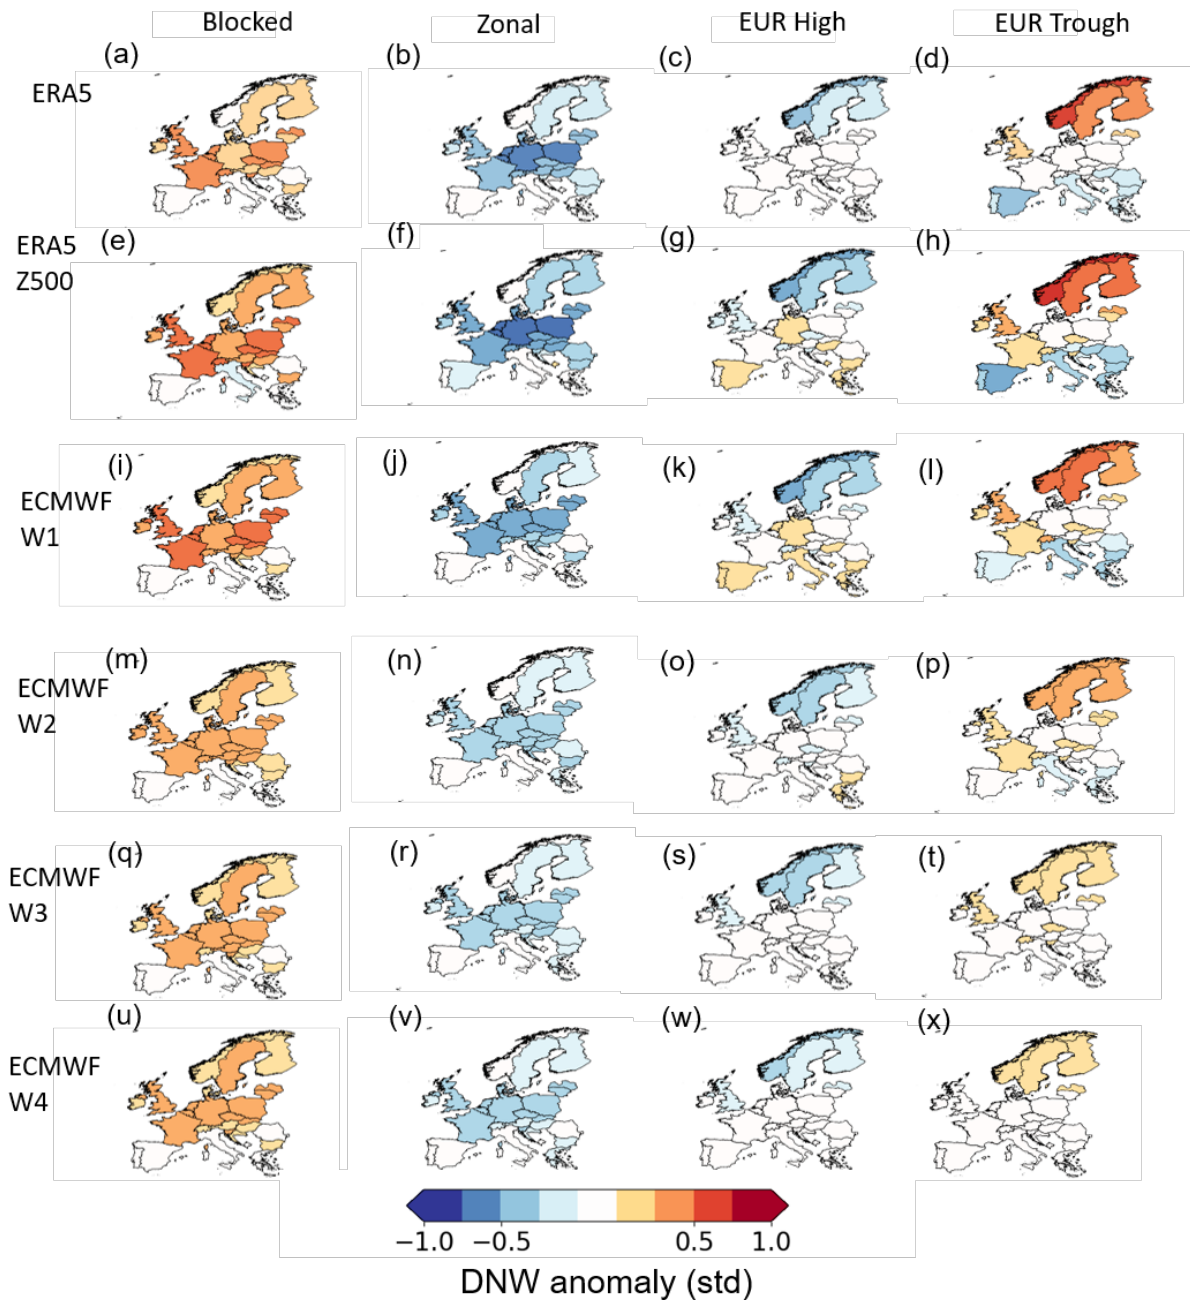 Blocked
Zonal
EUR High
EUR Trough
(a)
(b)
(c)
(d)
ERA5
(e)
(f)
(g)
(h)
ERA5
Z500
(i)
(j)
(k)
(l)
ECMWF
W1
(m)
(n)
(o)
(p)
ECMWF
W2
(q)
(r)
(s)
(t)
ECMWF
W3
(u)
(v)
(w)
(x)
ECMWF
W4
−1.0 −0.5 0.5 1.0
DNW anomaly (std)